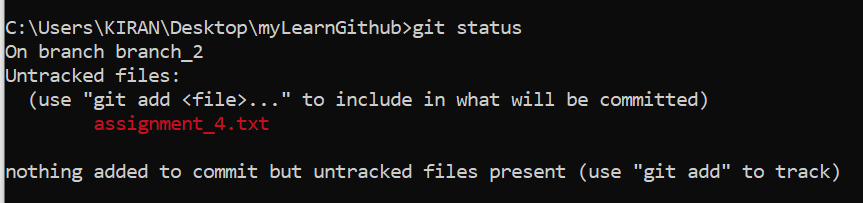 C:\Users\KIRAN\Desktop\myLearnGithub>git status
On branch branch_2
Untracked files:
  (use "git add <file>..." to include in what will be committed)
        assignment_4.txt

nothing added to commit but untracked files present (use "git add" to track)